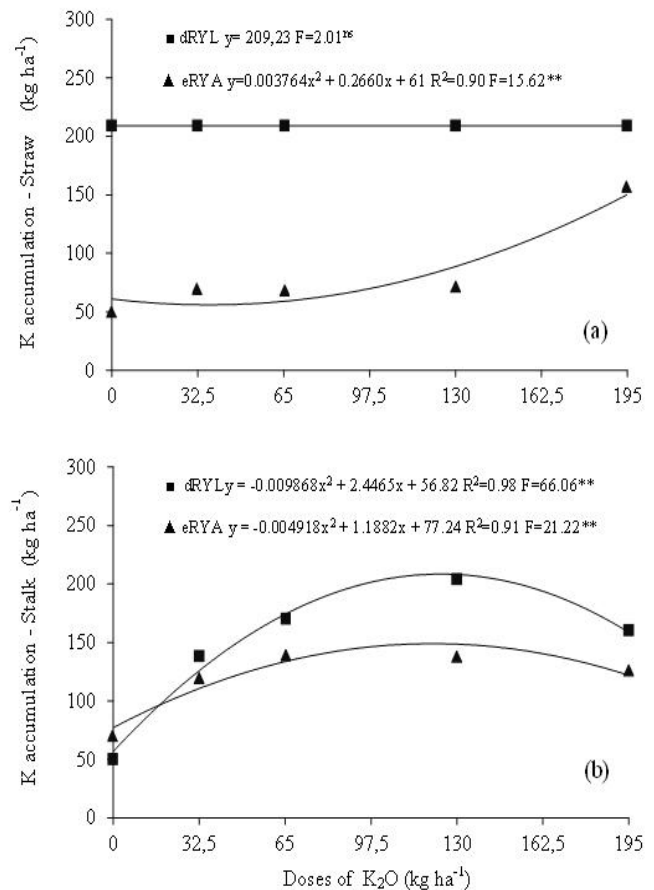 300
■ dRYL y= 209,23 F=2.01ⁿˢ
250
▲ eRYA y=0.003764x² + 0.2660x + 61 R²=0.90 F=15.62**
200
150
100
50
0
K accumulation - Straw (kg ha⁻¹)
(a)
0 32,5 65 97,5 130 162,5 195
300
■ dRYLy = -0.009868x² + 2.4465x + 56.82 R²=0.98 F=66.06**
250
▲ eRYA y = -0.004918x² + 1.1882x + 77.24 R²=0.91 F=21.22**
200
150
100
50
0
K accumulation - Stalk (kg ha⁻¹)
(b)
0 32,5 65 97,5 130 162,5 195
Doses of K₂O (kg ha⁻¹)